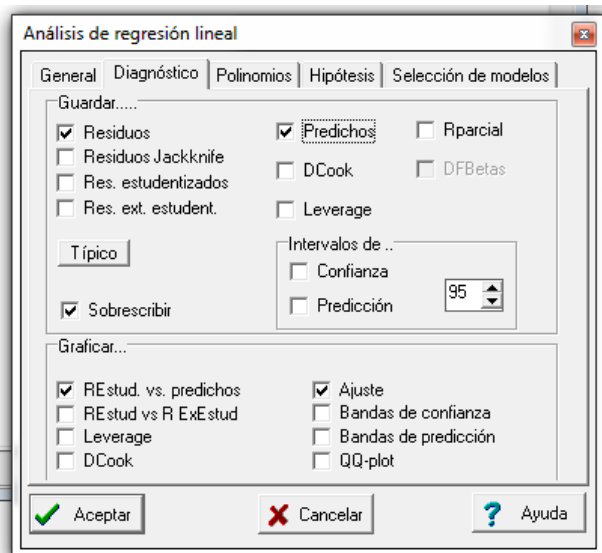 Análisis de regresión lineal
General Diagnóstico Polinomios Hipótesis Selección de modelos
Guardar.....
Residuos
Residuos Jackknife
Res. estudentizados
Res. ext. estudent.
Predichos
DCook
Leverage
Rparcial
DFBetas
Típico
Sobrescribir
Intervalos de ..
Confianza
Predicción
95
Graficar...
REstud. vs. predichos
REstud vs R ExEstud
Leverage
DCook
Ajuste
Bandas de confianza
Bandas de predicción
QQ-plot
Aceptar
Cancelar
? Ayuda